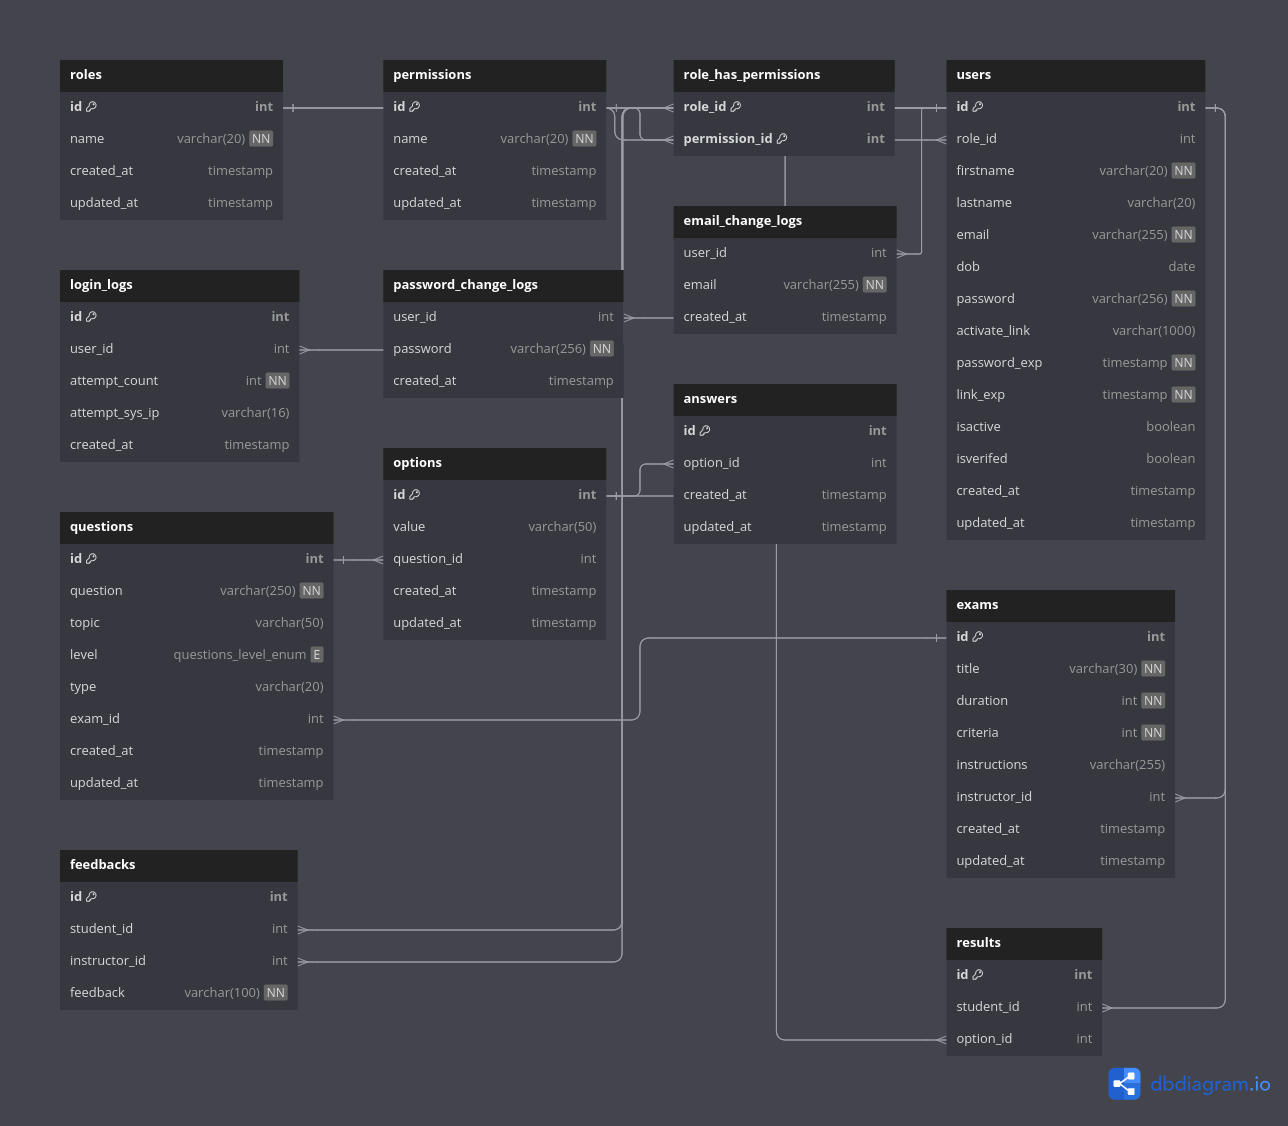 roles
id int
name varchar(20) NN
created_at timestamp
updated_at timestamp
permissions
id int
name varchar(20) NN
created_at timestamp
updated_at timestamp
role_has_permissions
role_id int
permission_id int
users
id int
role_id int
firstname varchar(20) NN
lastname varchar(20)
email varchar(255) NN
dob date
password varchar(256) NN
activate_link varchar(1000)
password_exp timestamp NN
link_exp timestamp NN
isactive boolean
isverifed boolean
created_at timestamp
updated_at timestamp
email_change_logs
user_id int
email varchar(255) NN
created_at timestamp
login_logs
id int
user_id int
attempt_count int NN
attempt_sys_ip varchar(16)
created_at timestamp
password_change_logs
user_id int
password varchar(256) NN
created_at timestamp
answers
id int
option_id int
created_at timestamp
updated_at timestamp
options
id int
value varchar(50)
question_id int
created_at timestamp
updated_at timestamp
questions
id int
question varchar(250) NN
topic varchar(50)
level questions_level_enum E
type varchar(20)
exam_id int
created_at timestamp
updated_at timestamp
exams
id int
title varchar(30) NN
duration int NN
criteria int NN
instructions varchar(255)
instructor_id int
created_at timestamp
updated_at timestamp
feedbacks
id int
student_id int
instructor_id int
feedback varchar(100) NN
results
id int
student_id int
option_id int
dbdiagram.io